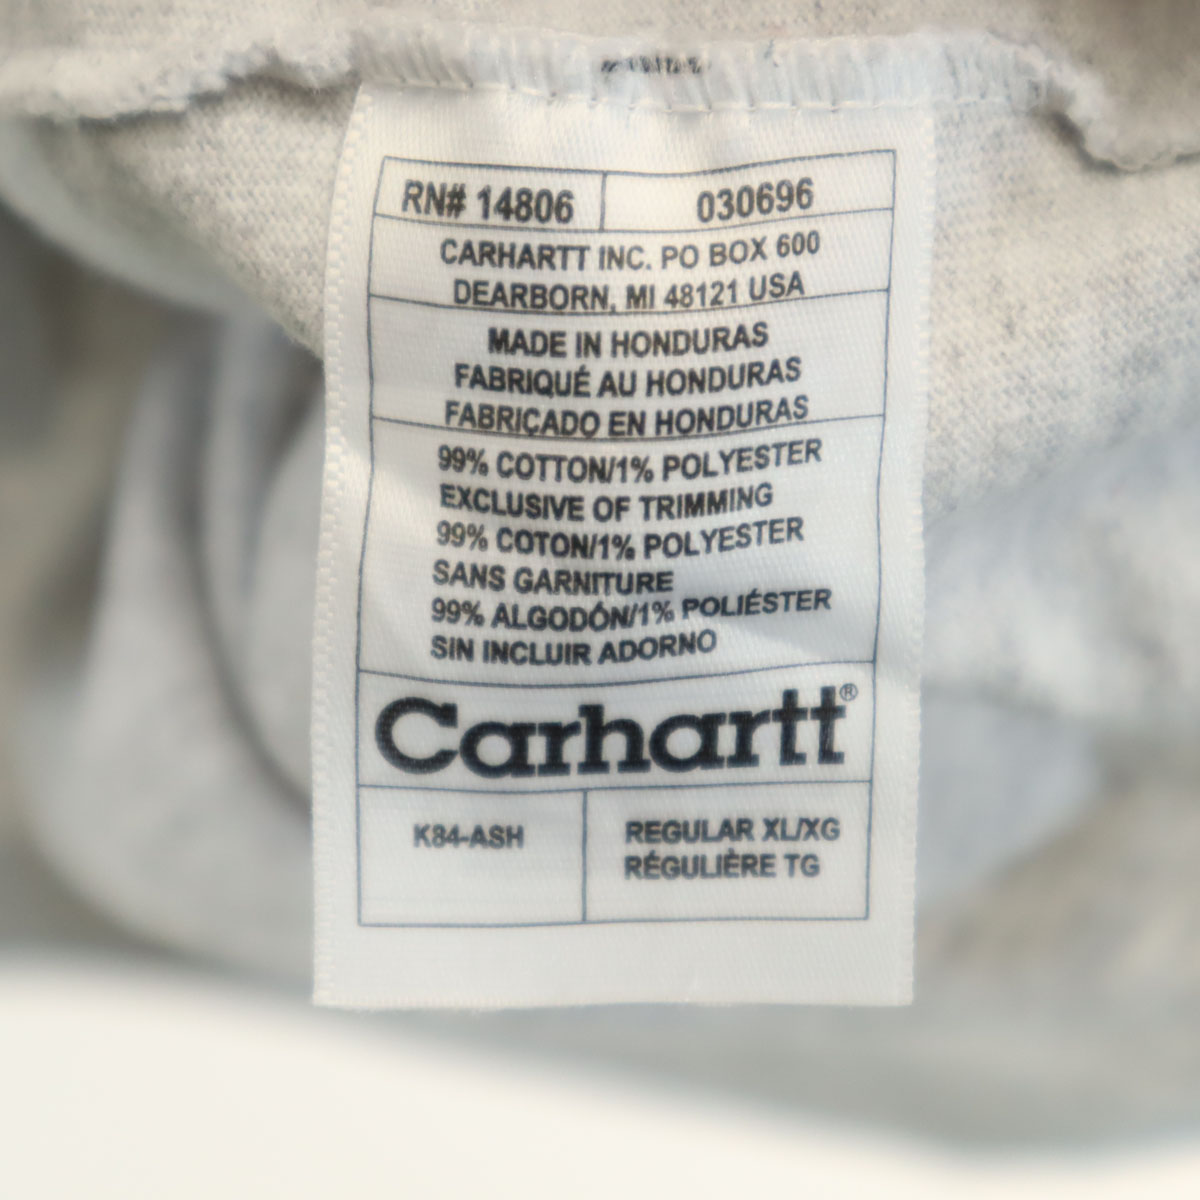 RN# 14806 030696
CARHARTT INC. PO BOX 600
DEARBORN, MI 48121 USA
MADE IN HONDURAS
FABRIQUÉ AU HONDURAS
FABRIÇADO EN HONDURAS
99% COTTON/1% POLYESTER
EXCLUSIVE OF TRIMMING
99% COTON/1% POLYESTER
SANS GARNITURE
99% ALGODÓN/1% POLIÉSTER
SIN INCLUIR ADORNO
Carhartt®
K84-ASH
REGULAR XL/XG
RÉGULIÈRE TG